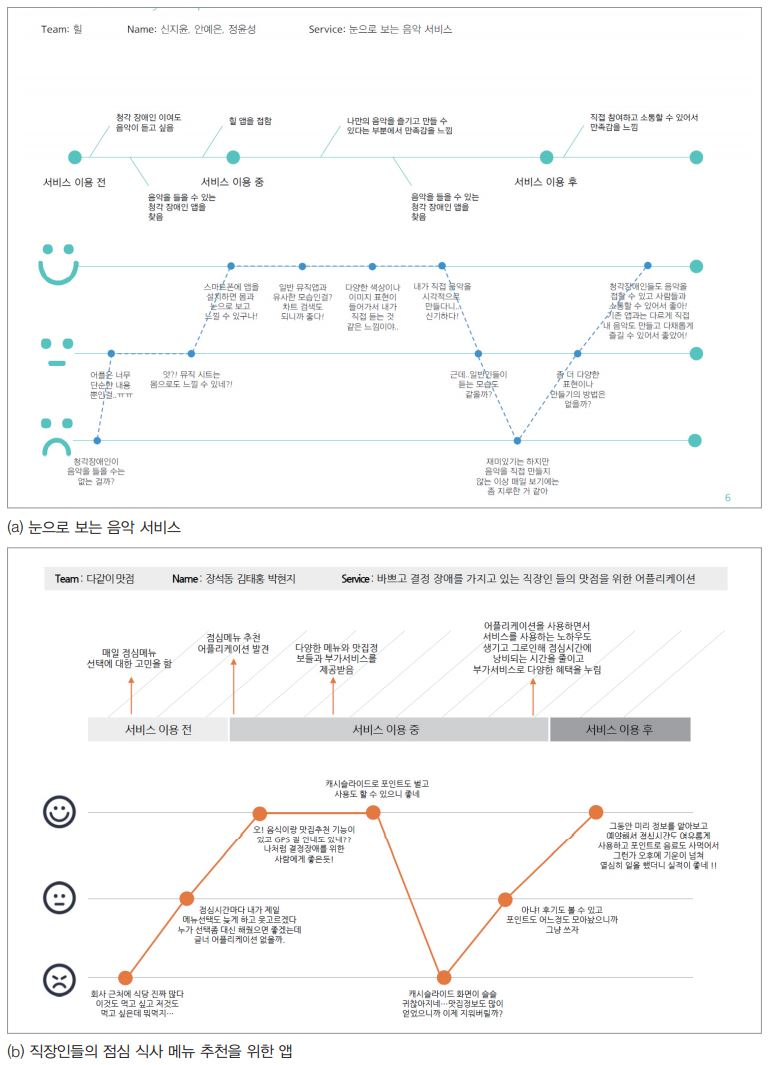 Team: 힐 Name: 신지윤, 안예은, 정윤성 Service: 눈으로 보는 음악 서비스
청각 장애인 이여도
음악이 듣고 싶음
힐 앱을 접함
나만의 음악을 즐기고 만들 수
있다는 부분에서 만족감을 느낌
직접 참여하고 소통할 수 있어서
만족감을 느낌
서비스 이용 전
서비스 이용 중
서비스 이용 후
음악을 들을 수 있는
청각 장애인 앱을
찾음
음악을 들을 수 있는
청각 장애인 앱을
찾음
스마트폰에 앱을
설치하면 몸과
눈으로 보고
느낄 수 있구나!
일반 뮤직앱과
유사한 모습인걸?
차트 검색도
되니까 좋다!
다양한 색상이나
이미지 표현이
들어가서 내가
직접 듣는 것
같은 느낌이야..
내가 직접 음악을
시각적으로
만들다니..
신기하다!
청각장애인들도 음악을
접할 수 있고 사람들과
소통할 수 있어서 좋아!
기존 앱과는 다르게 직접
내 음악도 만들고 다채롭게
즐길 수 있어서 좋았어!
어플은 너무
단순한 내용
뿐인걸..ㅠㅠ
앗?! 뮤직 시트는
몸으로도 느낄 수 있네?!
근데..일반인들이
듣는 모습도
같을까?
좀 더 다양한
표현이나
만들기의 방법은
없을까?
청각장애인이
음악을 들을 수는
없는 걸까?
재미있기는 하지만
음악을 직접 만들지
않는 이상 매일 보기에는
좀 지루한 거 같아
6
(a) 눈으로 보는 음악 서비스
Team : 다같이 맛점 Name : 장석동 김태홍 박현지 Service : 바쁘고 결정 장애를 가지고 있는 직장인 들의 맛점을 위한 어플리케이션
매일 점심메뉴
선택에 대한 고민을 함
점심메뉴 추천
어플리케이션 발견
다양한 메뉴와 맛집정
보들과 부가서비스를
제공받음
어플리케이션을 사용하면서
서비스를 사용하는 노하우도
생기고 그로인해 점심시간에
낭비되는 시간을 줄이고
부가서비스로 다양한 혜택을 누림
서비스 이용 전
서비스 이용 중
서비스 이용 후
캐시슬라이드로 포인트도 벌고
사용도 할 수 있으니 좋네
오! 음식이랑 맛집추천 기능이
있고 GPS 길 안내도 있네??
나처럼 결정장애를 위한
사람에게 좋은듯!
그동안 미리 정보를 알아보고
예약해서 점심시간도 여유롭게
사용하고 포인트로 음료도 사먹어서
그런가 오후에 기운이 넘쳐
열심히 일을 했더니 실적이 좋네 !!
점심시간마다 내가 제일
메뉴선택도 늦게 하고 못고르겠다
누가 선택좀 대신 해줬으면 좋겠는데
글너 어플리케이션 없을까.
아냐! 후기도 볼 수 있고
포인트도 어느정도 모아놨으니까
그냥 쓰자
회사 근처에 식당 진짜 많다
이것도 먹고 싶고 저것도
먹고 싶은데 뭐먹지…
캐시슬라이드 화면이 슬슬
귀찮아지네…맛집정보도 많이
얻었으니까 이제 지워버릴까?
(b) 직장인들의 점심 식사 메뉴 추천을 위한 앱